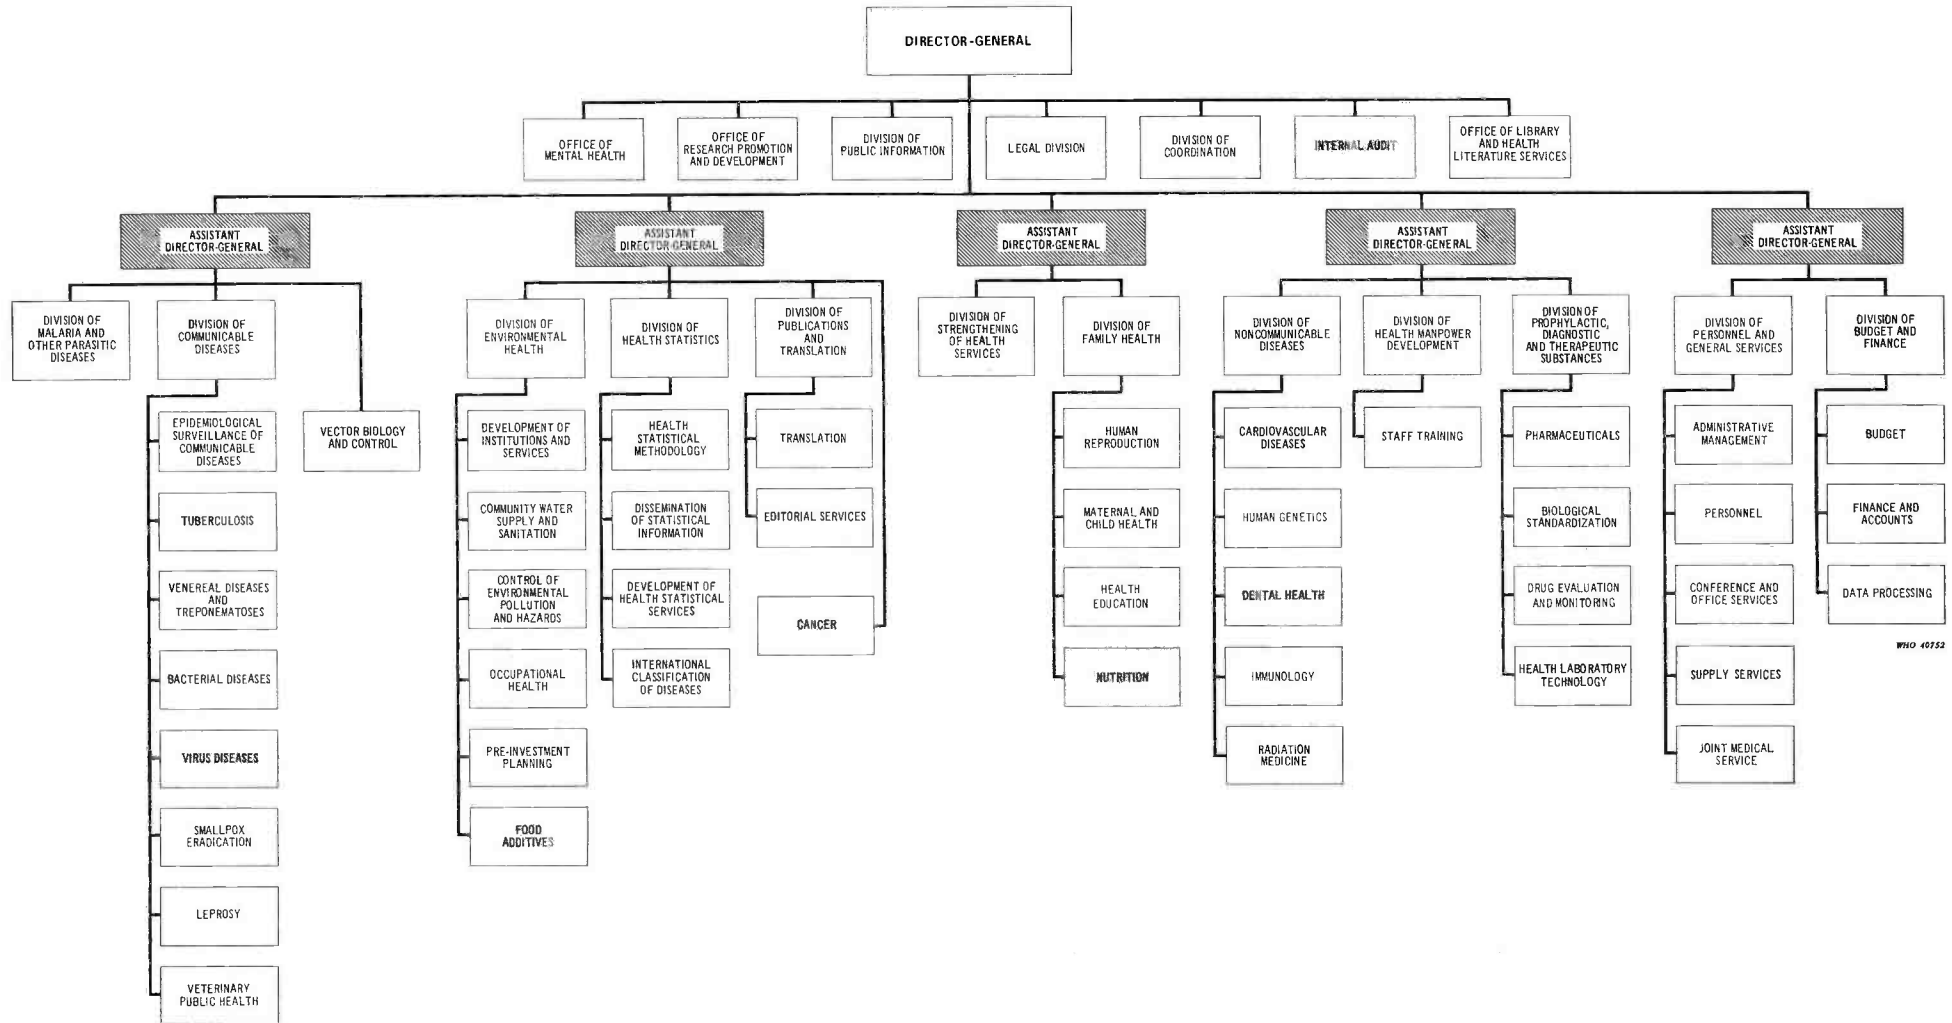 DIRECTOR-GENERAL
OFFICE OF
MENTAL HEALTH
OFFICE OF
RESEARCH PROMOTION
AND DEVELOPMENT
DIVISION OF
PUBLIC INFORMATION
LEGAL DIVISION
DIVISION OF
COORDINATION
INTERNAL AUDIT
OFFICE OF LIBRARY
AND HEALTH
LITERATURE SERVICES
ASSISTANT
DIRECTOR-GENERAL
ASSISTANT
DIRECTOR-GENERAL
ASSISTANT
DIRECTOR-GENERAL
ASSISTANT
DIRECTOR-GENERAL
ASSISTANT
DIRECTOR-GENERAL
DIVISION OF
MALARIA AND
OTHER PARASITIC
DISEASES
DIVISION OF
COMMUNICABLE
DISEASES
EPIDEMIOLOGICAL
SURVEILLANCE OF
COMMUNICABLE
DISEASES
TUBERCULOSIS
VENEREAL DISEASES
AND
TREPONEMATOSES
BACTERIAL DISEASES
VIRUS DISEASES
SMALLPOX
ERADICATION
LEPROSY
VETERINARY
PUBLIC HEALTH
VECTOR BIOLOGY
AND CONTROL
DIVISION OF
ENVIRONMENTAL
HEALTH
DEVELOPMENT OF
INSTITUTIONS AND
SERVICES
COMMUNITY WATER
SUPPLY AND
SANITATION
CONTROL OF
ENVIRONMENTAL
POLLUTION
AND HAZARDS
OCCUPATIONAL
HEALTH
PRE-INVESTMENT
PLANNING
FOOD
ADDITIVES
DIVISION OF
HEALTH STATISTICS
HEALTH
STATISTICAL
METHODOLOGY
DISSEMINATION
OF STATISTICAL
INFORMATION
DEVELOPMENT OF
HEALTH STATISTICAL
SERVICES
INTERNATIONAL
CLASSIFICATION
OF DISEASES
DIVISION OF
PUBLICATIONS
AND
TRANSLATION
TRANSLATION
EDITORIAL SERVICES
CANCER
DIVISION OF
STRENGTHENING
OF HEALTH
SERVICES
DIVISION OF
FAMILY HEALTH
HUMAN
REPRODUCTION
MATERNAL AND
CHILD HEALTH
HEALTH
EDUCATION
NUTRITION
DIVISION OF
NONCOMMUNICABLE
DISEASES
CARDIOVASCULAR
DISEASES
HUMAN GENETICS
DENTAL HEALTH
IMMUNOLOGY
RADIATION
MEDICINE
DIVISION OF
HEALTH MANPOWER
DEVELOPMENT
STAFF TRAINING
DIVISION OF
PROPHYLACTIC,
DIAGNOSTIC
AND THERAPEUTIC
SUBSTANCES
PHARMACEUTICALS
BIOLOGICAL
STANDARDIZATION
DRUG EVALUATION
AND MONITORING
HEALTH LABORATORY
TECHNOLOGY
DIVISION OF
PERSONNEL AND
GENERAL SERVICES
ADMINISTRATIVE
MANAGEMENT
PERSONNEL
CONFERENCE AND
OFFICE SERVICES
SUPPLY SERVICES
JOINT MEDICAL
SERVICE
DIVISION OF
BUDGET AND
FINANCE
BUDGET
FINANCE AND
ACCOUNTS
DATA PROCESSING
WHO 40752